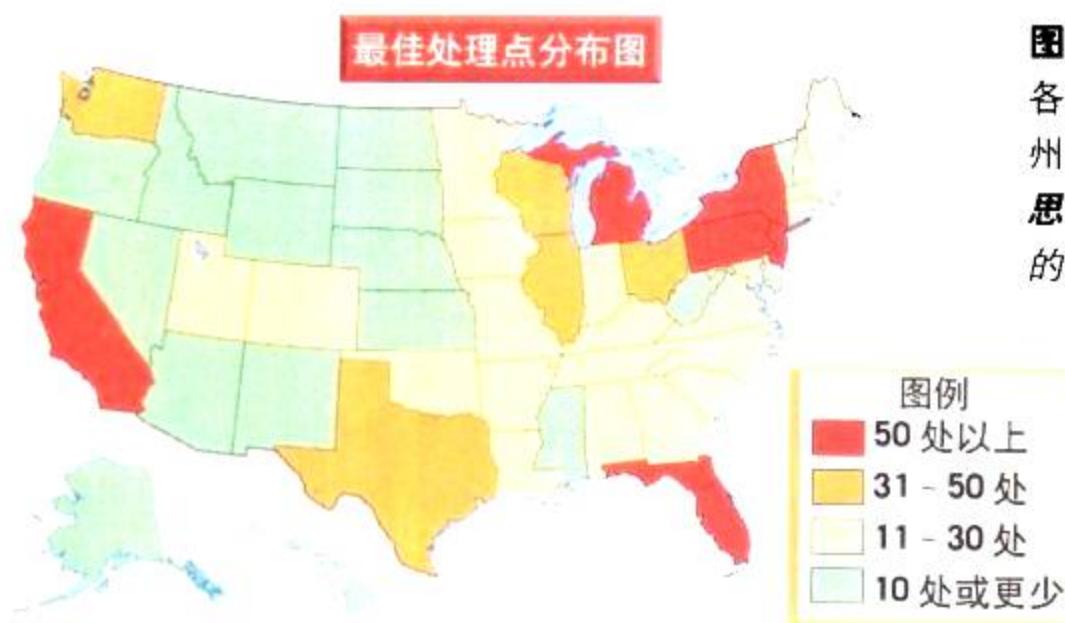 最佳处理点分布图
图
各
州
思
的
图例
50 处以上
31 - 50 处
11 - 30 处
10 处或更少